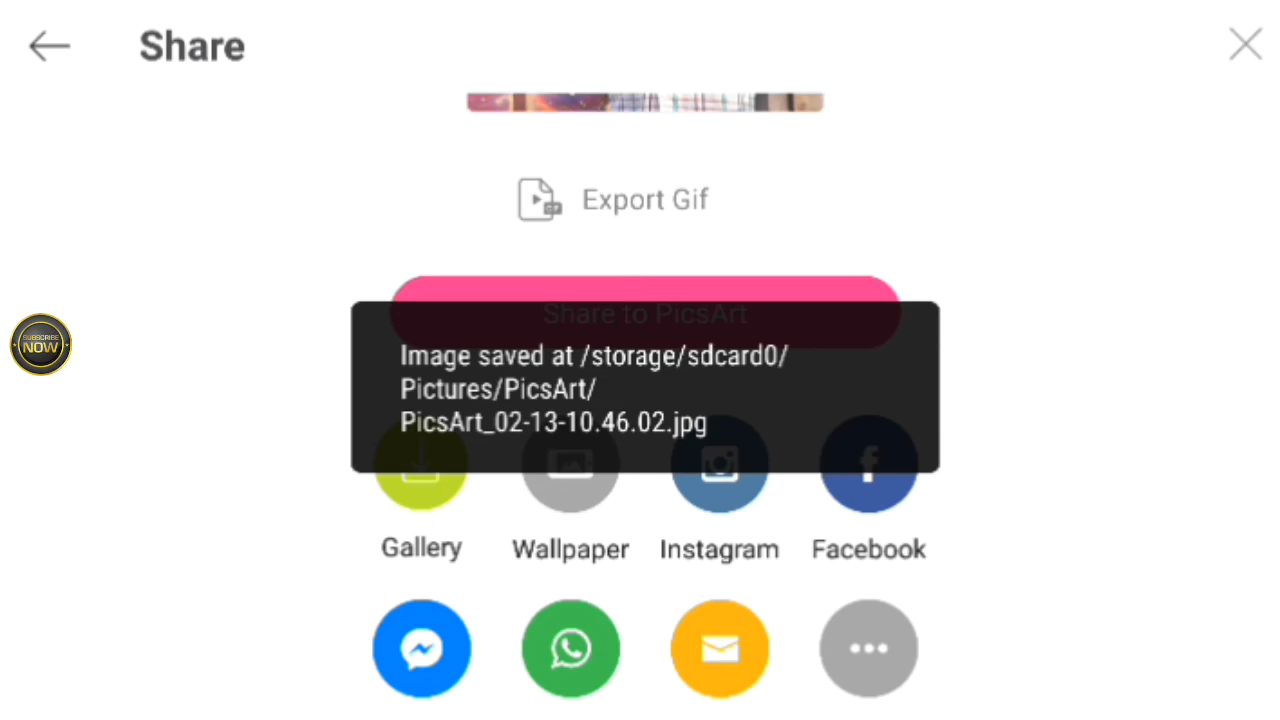 Share
Export Gif
Share to PicsArt
Image saved at /storage/sdcard0/
Pictures/PicsArt/
PicsArt_02-13-10.46.02.jpg
SUBSCRIBE
NOW
Gallery
Wallpaper
Instagram
Facebook